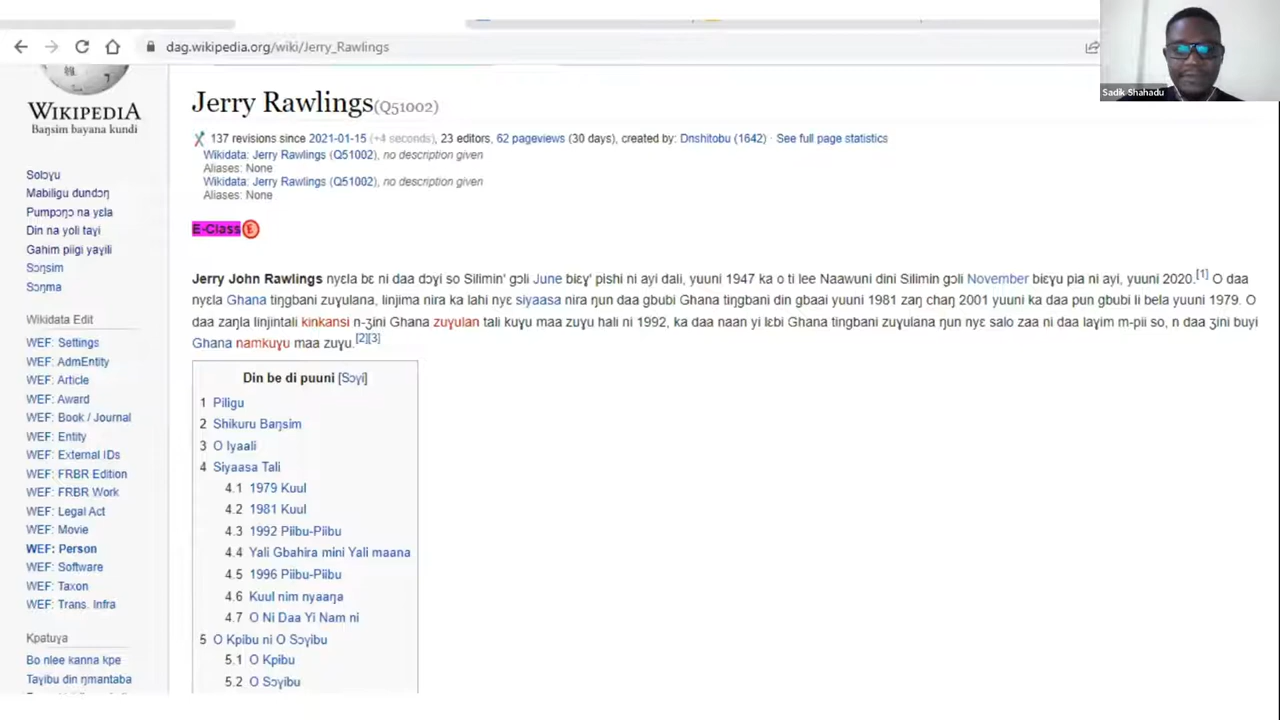 dag.wikipedia.org/wiki/Jerry_Rawlings
Sadik Shahadu
WIKIPEDIA
Baŋsim bayana kundi
Solɔɣu
Mabiligu dundɔŋ
Pumpɔŋɔ na yɛla
Din na yoli taɣi
Gahim piigi yaɣili
Sɔŋsim
Sɔŋma
Wikidata Edit
WEF: Settings
WEF: AdmEntity
WEF: Article
WEF: Award
WEF: Book / Journal
WEF: Entity
WEF: External IDs
WEF: FRBR Edition
WEF: FRBR Work
WEF: Legal Act
WEF: Movie
WEF: Person
WEF: Software
WEF: Taxon
WEF: Trans. Infra
Kpatuɣa
Bo nlee kanna kpe
Taɣibu din ŋmantaba
Jerry Rawlings(Q51002)
137 revisions since 2021-01-15 (+4 seconds), 23 editors, 62 pageviews (30 days), created by: Dnshitobu (1642) · See full page statistics
Wikidata: Jerry Rawlings (Q51002), no description given
Aliases: None
Wikidata: Jerry Rawlings (Q51002), no description given
Aliases: None
E-Class E
Jerry John Rawlings nyɛla bɛ ni daa dɔɣi so Silimin' gɔli June biɛɣ' pishi ni ayi dali, yuuni 1947 ka o ti lee Naawuni dini Silimin gɔli November biɛɣu pia ni ayi, yuuni 2020.[1] O daa
nyɛla Ghana tiŋgbani zuɣulana, linjima nira ka lahi nyɛ siyaasa nira ŋun daa gbubi Ghana tiŋgbani din gbaai yuuni 1981 zaŋ chaŋ 2001 yuuni ka daa pun gbubi li bela yuuni 1979. O
daa zaŋla linjintali kinkansi n-ʒini Ghana zuɣulan tali kuɣu maa zuɣu hali ni 1992, ka daa naan yi lɛbi Ghana tingbani zuɣulana ŋun nyɛ salo zaa ni daa laɣim m-pii so, n daa ʒini buyi
Ghana namkuɣu maa zuɣu.[2][3]
Din be di puuni [Sɔɣi]
1 Piligu
2 Shikuru Baŋsim
3 O Iyaali
4 Siyaasa Tali
4.1 1979 Kuul
4.2 1981 Kuul
4.3 1992 Piibu-Piibu
4.4 Yali Gbahira mini Yali maana
4.5 1996 Piibu-Piibu
4.6 Kuul nim nyaaŋa
4.7 O Ni Daa Yi Nam ni
5 O Kpibu ni O Sɔɣibu
5.1 O Kpibu
5.2 O Sɔɣibu